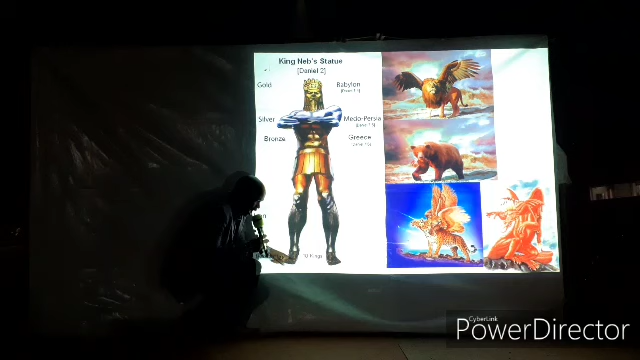 King Neb's Statue
[Daniel 2]
Gold
Babylon
Silver
Medo-Persia
Bronze
Greece
10 Kings
CyberLink
PowerDirector